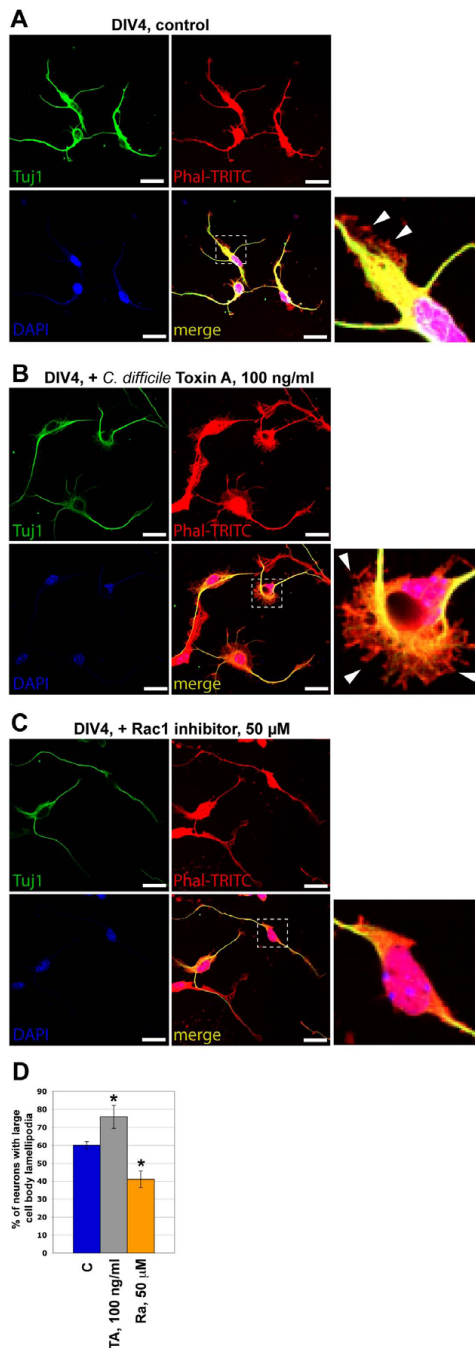 A
DIV4, control
Tuj1
Phal-TRITC
DAPI
merge
B
DIV4, + C. difficile Toxin A, 100 ng/ml
Tuj1
Phal-TRITC
DAPI
merge
C
DIV4, + Rac1 inhibitor, 50 µM
Tuj1
Phal-TRITC
DAPI
merge
D
% of neurons with large
cell body lamellipodia
90
80
70
60
50
40
30
20
10
0
*
*
C
TA, 100 ng/ml
Ra, 50 µM